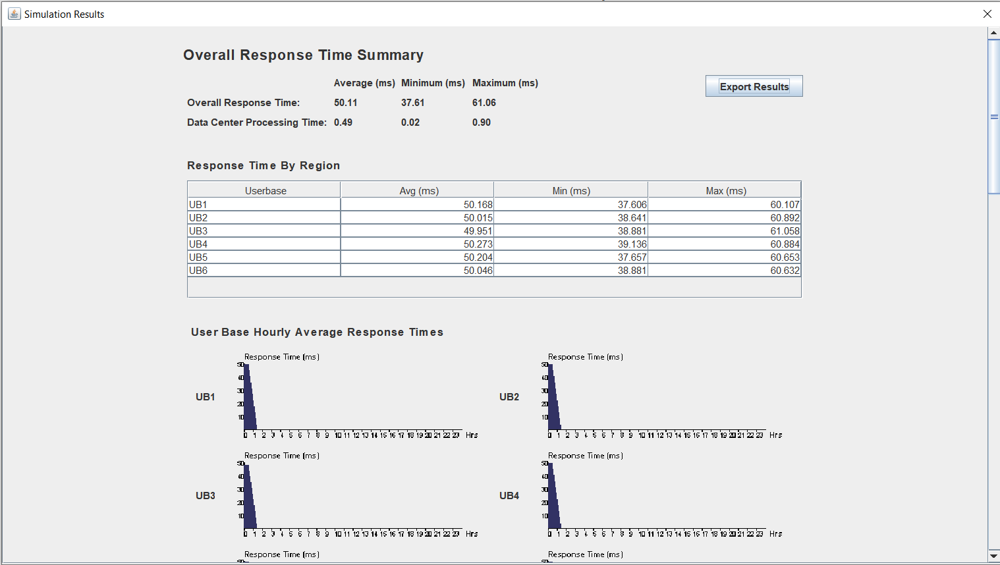 Simulation Results
Overall Response Time Summary
Average (ms) Minimum (ms) Maximum (ms)
Export Results
Overall Response Time: 50.11 37.61 61.06
Data Center Processing Time: 0.49 0.02 0.90
Response Time By Region
Userbase Avg (ms) Min (ms) Max (ms)
UB1 50.168 37.606 60.107
UB2 50.015 38.641 60.892
UB3 49.951 38.881 61.058
UB4 50.273 39.136 60.884
UB5 50.204 37.657 60.653
UB6 50.046 38.881 60.632
User Base Hourly Average Response Times
Response Time (ms)
50
40
30
20
10
UB1
0 1 2 3 4 5 6 7 8 9 10 11 12 13 14 15 16 17 18 19 20 21 22 23 Hrs
Response Time (ms)
50
40
30
20
10
UB2
0 1 2 3 4 5 6 7 8 9 10 11 12 13 14 15 16 17 18 19 20 21 22 23 Hrs
Response Time (ms)
50
40
30
20
10
UB3
0 1 2 3 4 5 6 7 8 9 10 11 12 13 14 15 16 17 18 19 20 21 22 23 Hrs
Response Time (ms)
50
40
30
20
10
UB4
0 1 2 3 4 5 6 7 8 9 10 11 12 13 14 15 16 17 18 19 20 21 22 23 Hrs
Response Time (ms)
Response Time (ms)